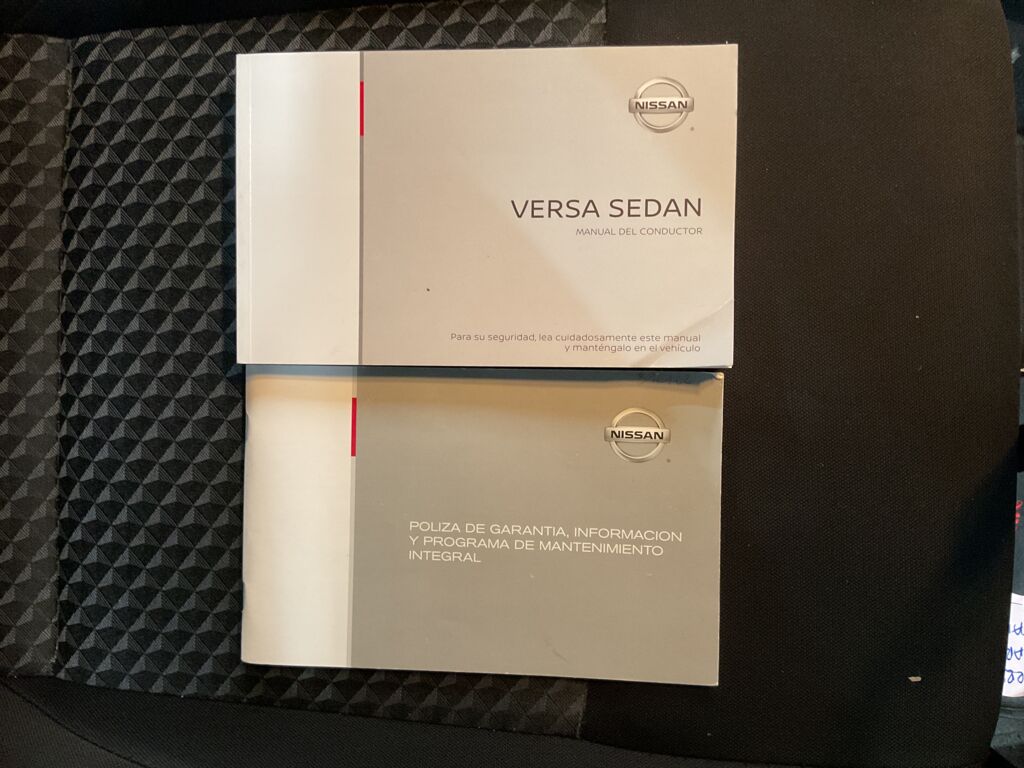 NISSAN
VERSA SEDAN
MANUAL DEL CONDUCTOR
Para su seguridad, lea cuidadosamente este manual
y manténgalo en el vehículo
NISSAN
POLIZA DE GARANTIA, INFORMACION
Y PROGRAMA DE MANTENIMIENTO
INTEGRAL